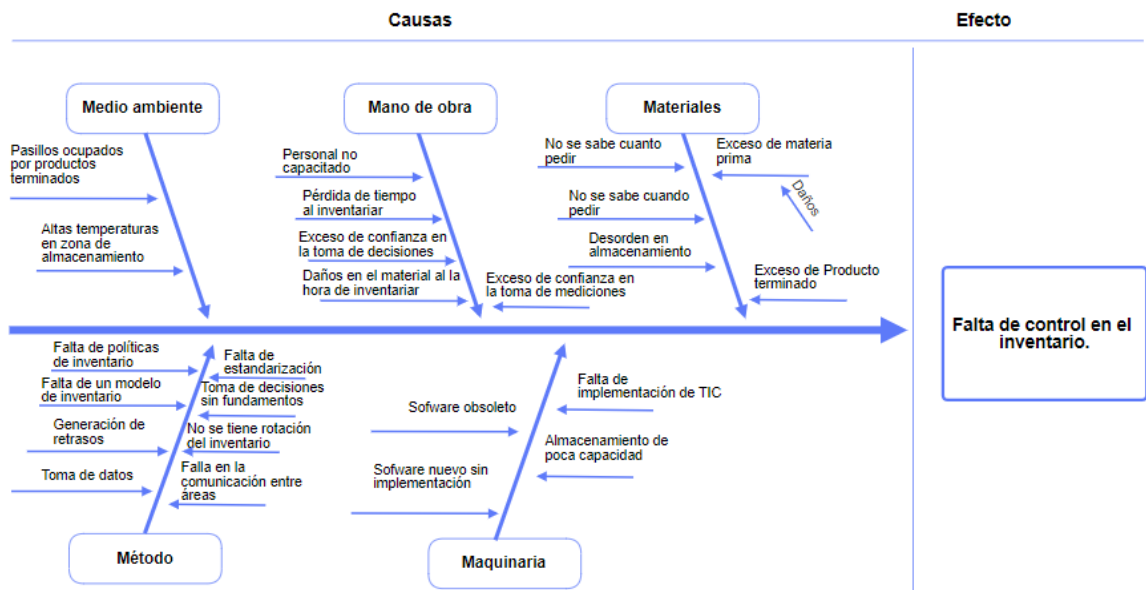 Causas
Efecto
Medio ambiente
Mano de obra
Materiales
Pasillos ocupados
por productos
terminados
Altas temperaturas
en zona de
almacenamiento
Personal no
capacitado
Pérdida de tiempo
al inventariar
Exceso de confianza en
la toma de decisiones
Daños en el material al la
hora de inventariar
Exceso de confianza en
la toma de mediciones
No se sabe cuanto
pedir
No se sabe cuando
pedir
Desorden en
almacenamiento
Exceso de materia
prima
Daños
Exceso de Producto
terminado
Falta de control en el
inventario.
Falta de políticas
de inventario
Falta de un modelo
de inventario
Generación de
retrasos
Toma de datos
Falta de
estandarización
Toma de decisiones
sin fundamentos
No se tiene rotación
del inventario
Falla en la
comunicación entre
áreas
Sofware obsoleto
Sofware nuevo sin
implementación
Falta de
implementación de TIC
Almacenamiento de
poca capacidad
Método
Maquinaria